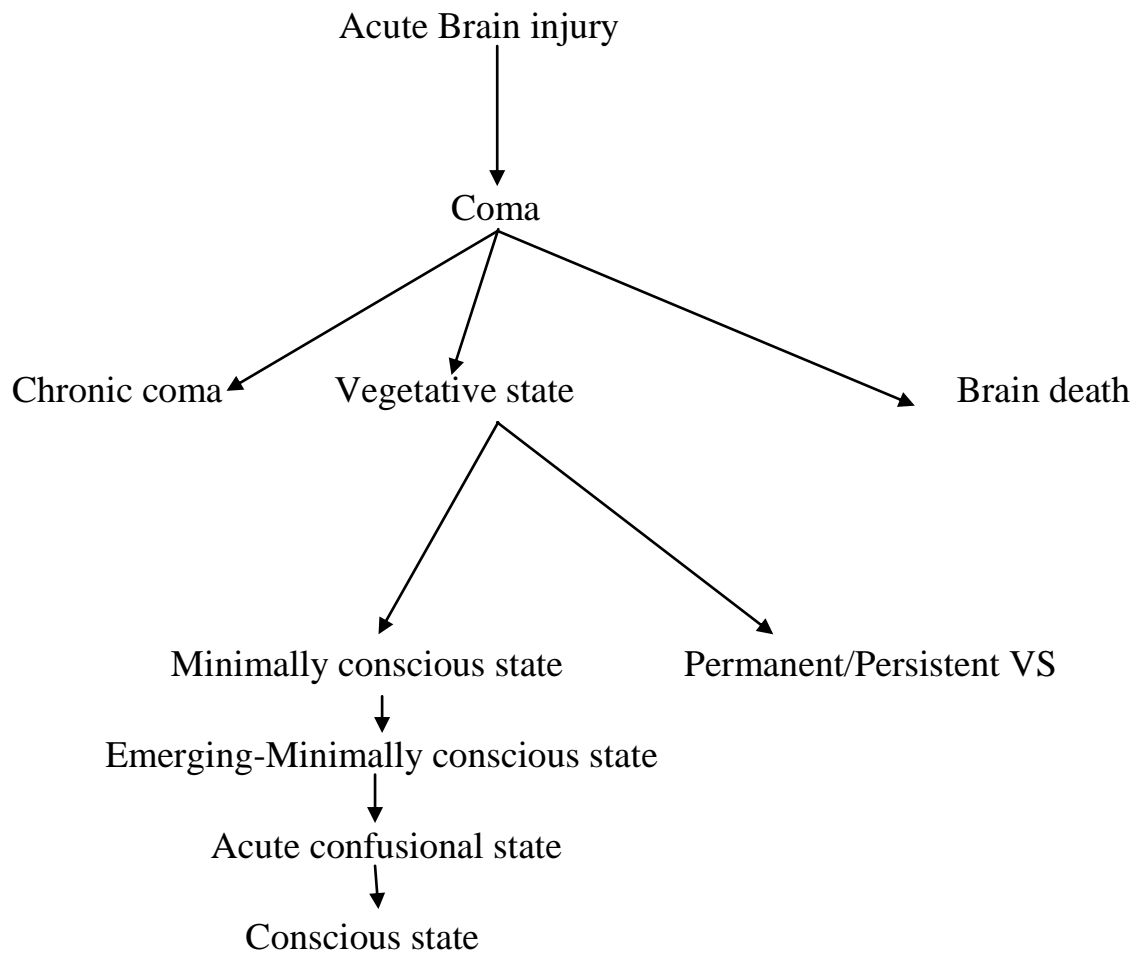 Acute Brain injury
Coma
Chronic coma
Vegetative state
Brain death
Minimally conscious state
Permanent/Persistent VS
Emerging-Minimally conscious state
Acute confusional state
Conscious state